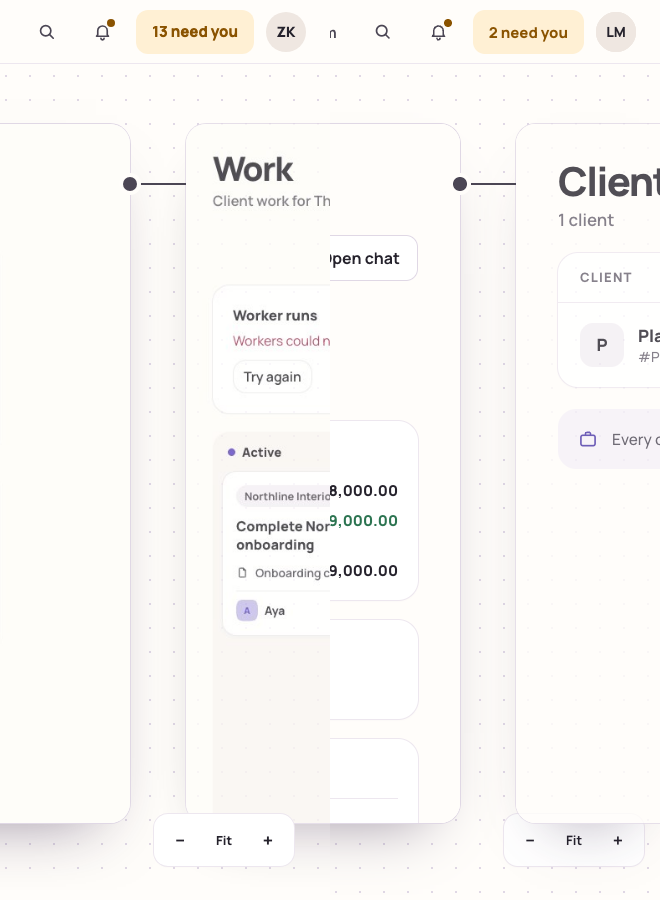 13 need you
ZK
2 need you
LM
Work
Client work for Th
pen chat
Worker runs
Workers could n
Try again
Active
Northline Interio
8,000.00
Complete Nor
onboarding
9,000.00
Onboarding c
9,000.00
A
Aya
− Fit +
Client
1 client
CLIENT
P
Pla
#P
Every c
− Fit +